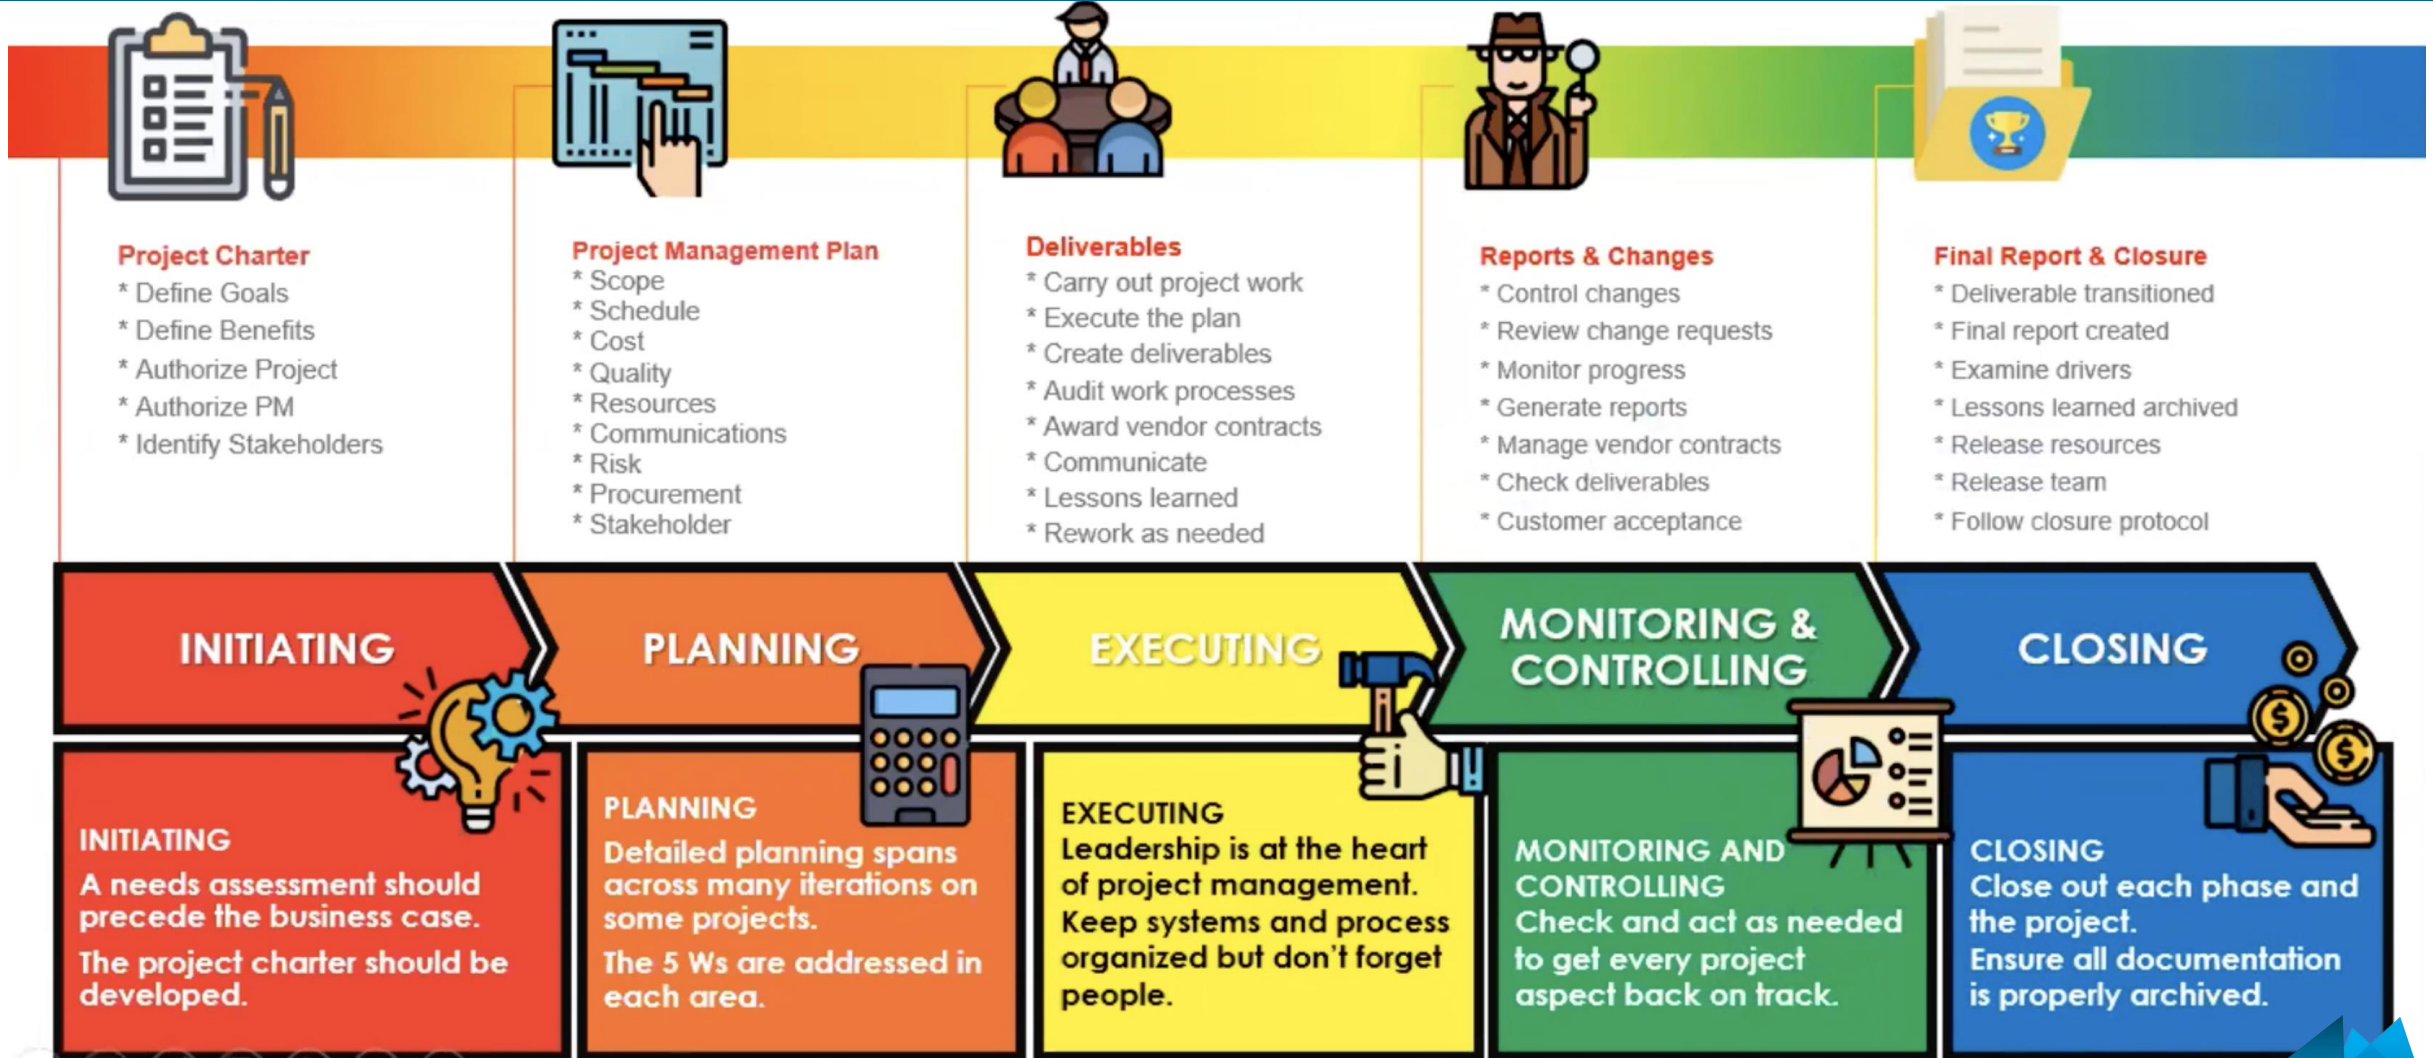 Project Charter
* Define Goals
* Define Benefits
* Authorize Project
* Authorize PM
* Identify Stakeholders
Project Management Plan
* Scope
* Schedule
* Cost
* Quality
* Resources
* Communications
* Risk
* Procurement
* Stakeholder
Deliverables
* Carry out project work
* Execute the plan
* Create deliverables
* Audit work processes
* Award vendor contracts
* Communicate
* Lessons learned
* Rework as needed
Reports & Changes
* Control changes
* Review change requests
* Monitor progress
* Generate reports
* Manage vendor contracts
* Check deliverables
* Customer acceptance
Final Report & Closure
* Deliverable transitioned
* Final report created
* Examine drivers
* Lessons learned archived
* Release resources
* Release team
* Follow closure protocol
INITIATING
PLANNING
EXECUTING
MONITORING &
CONTROLLING
CLOSING
INITIATING
A needs assessment should
precede the business case.
The project charter should be
developed.
PLANNING
Detailed planning spans
across many iterations on
some projects.
The 5 Ws are addressed in
each area.
EXECUTING
Leadership is at the heart
of project management.
Keep systems and process
organized but don't forget
people.
MONITORING AND
CONTROLLING
Check and act as needed
to get every project
aspect back on track.
CLOSING
Close out each phase and
the project.
Ensure all documentation
is properly archived.
$
$